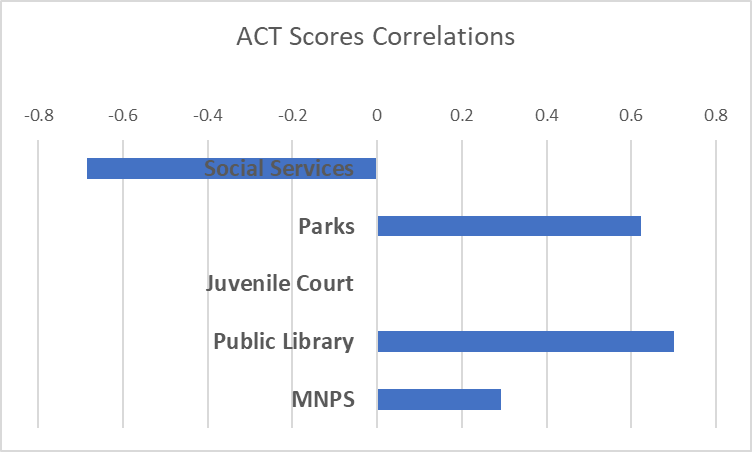 ACT Scores Correlations
-0.8 -0.6 -0.4 -0.2 0 0.2 0.4 0.6 0.8
Social Services
Parks
Juvenile Court
Public Library
MNPS